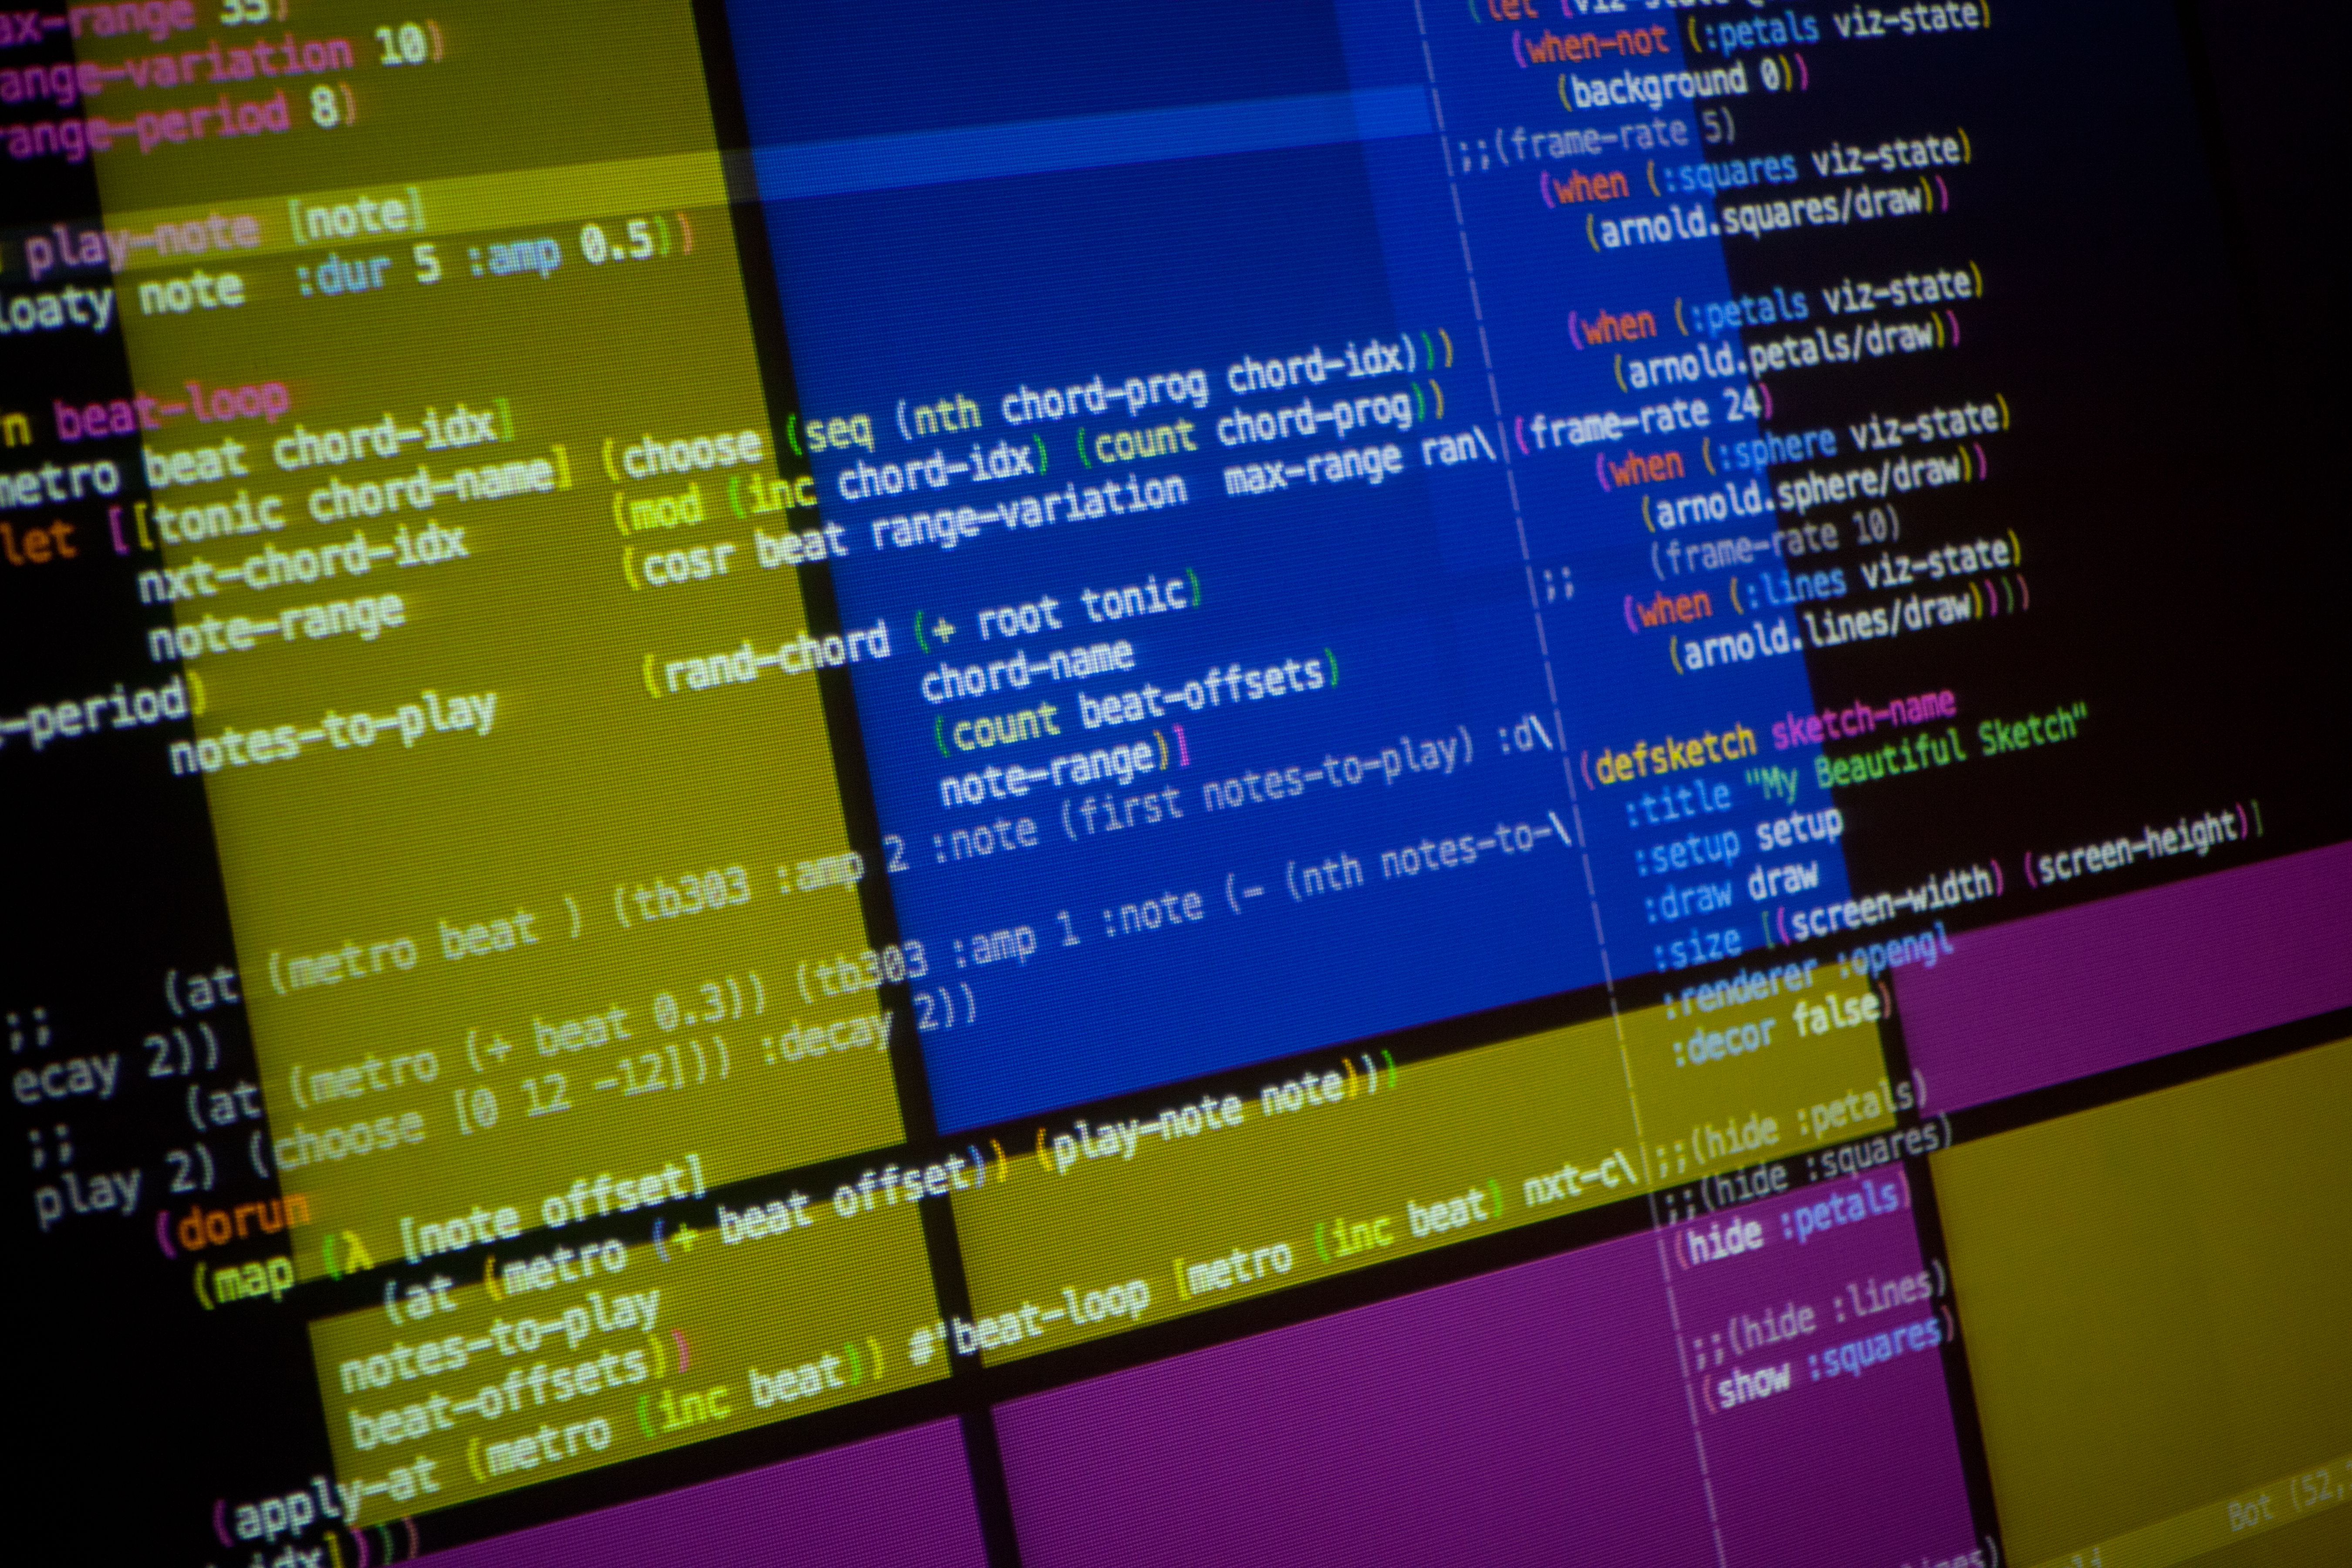 ax-range 35)
ange-variation 10)
range-period 8)
play-note [note]
loaty note :dur 5 :amp 0.5))
n beat-loop
metro beat chord-idx]
let [[tonic chord-name] (choose (seq (nth chord-prog chord-idx)))
nxt-chord-idx (mod (inc chord-idx) (count chord-prog))
note-range (cosr beat range-variation max-range ran\
-period)
notes-to-play (rand-chord (+ root tonic)
chord-name
(count beat-offsets)
note-range)]
;; (at (metro beat ) (tb303 :amp 2 :note (first notes-to-play) :d\
ecay 2))
;; (at (metro (+ beat 0.3)) (tb303 :amp 1 :note (- (nth notes-to-\
play 2) (choose [0 12 -12])) :decay 2))
(dorun
(map (λ [note offset]
(at (metro (+ beat offset)) (play-note note)))
notes-to-play
beat-offsets))
(apply-at (metro (inc beat)) #'beat-loop [metro (inc beat) nxt-c\
idx])))
(let [viz-state
(when-not (:petals viz-state)
(background 0))
;;(frame-rate 5)
(when (:squares viz-state)
(arnold.squares/draw))
(when (:petals viz-state)
(arnold.petals/draw))
(frame-rate 24)
(when (:sphere viz-state)
(arnold.sphere/draw))
;; (frame-rate 10)
(when (:lines viz-state)
(arnold.lines/draw))))
(defsketch sketch-name
:title "My Beautiful Sketch"
:setup setup
:draw draw
:size [(screen-width) (screen-height)]
:renderer :opengl
:decor false)
;;(hide :petals)
;;(hide :squares)
(hide :petals)
;;(hide :lines)
(show :squares)
lines)
Bot (52,